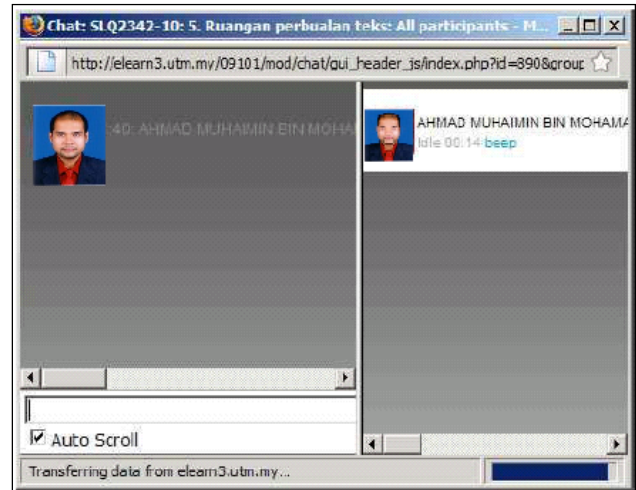 Chat: SLQ2342-10: 5. Ruangan perbualan teks: All participants - M...
http://elearn3.utm.my/09101/mod/chat/gui_header_js/index.php?id=890&group
:40: AHMAD MUHAIMIN BIN MOHA
AHMAD MUHAIMIN BIN MOHAMA
Idle 00:14 beep
Auto Scroll
Transferring data from elearn3.utm.my...